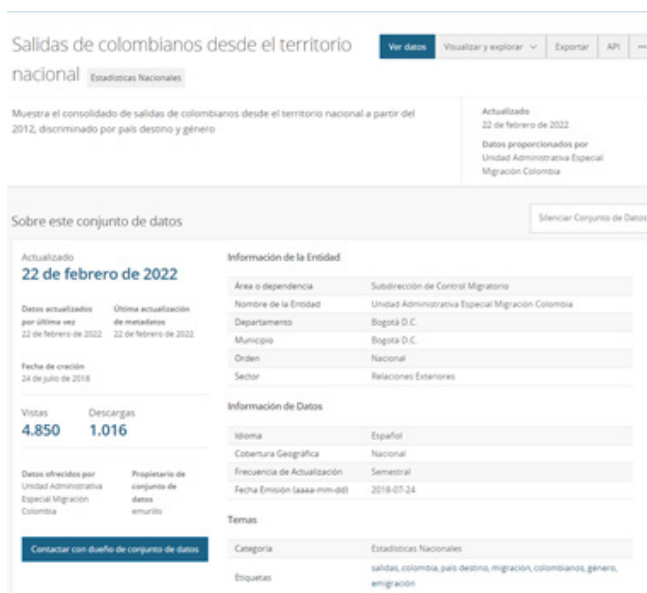 Salidas de colombianos desde el territorio
nacional Estadísticas Nacionales
Ver datos Visualizar y explorar Exportar API ...
Muestra el consolidado de salidas de colombianos desde el territorio nacional a partir del
2012, discriminado por país destino y género
Actualizado
22 de febrero de 2022
Datos proporcionados por
Unidad Administrativa Especial
Migración Colombia
Sobre este conjunto de datos
Silenciar Conjunto de Datos
Actualizado
22 de febrero de 2022
Datos actualizados
por última vez
22 de febrero de 2022
Última actualización
de metadatos
22 de febrero de 2022
Fecha de creación
24 de julio de 2018
Vistas Descargas
4.850 1.016
Datos ofrecidos por
Unidad Administrativa
Especial Migración
Colombia
Propietario de
conjunto de
datos
emurillo
Contactar con dueño de conjunto de datos
Información de la Entidad
Área o dependencia Subdirección de Control Migratorio
Nombre de la Entidad Unidad Administrativa Especial Migración Colombia
Departamento Bogotá D.C.
Municipio Bogotá D.C.
Orden Nacional
Sector Relaciones Exteriores
Información de Datos
Idioma Español
Cobertura Geográfica Nacional
Frecuencia de Actualización Semestral
Fecha Emisión (aaaa-mm-dd) 2018-07-24
Temas
Categoría Estadísticas Nacionales
Etiquetas salidas, colombia, país destino, migración, colombianos, género,
emigración